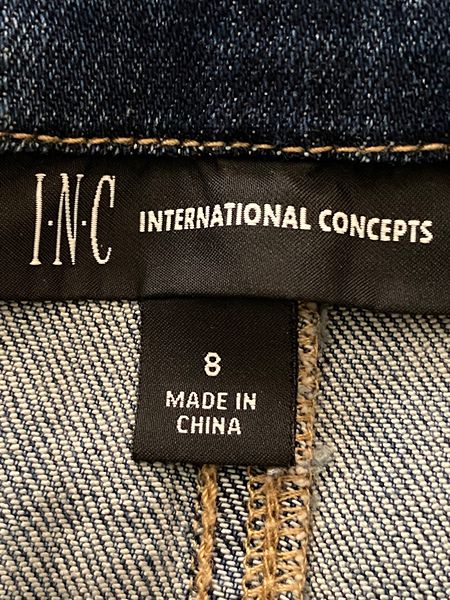 I·N·C INTERNATIONAL CONCEPTS
8
MADE IN
CHINA